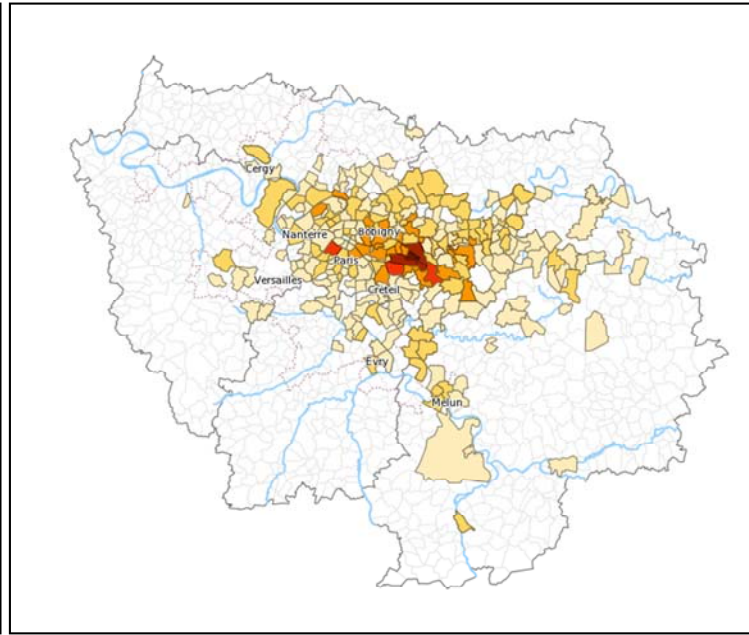 Cergy
Nanterre
Bobigny
Paris
Versailles
Créteil
Evry
Melun